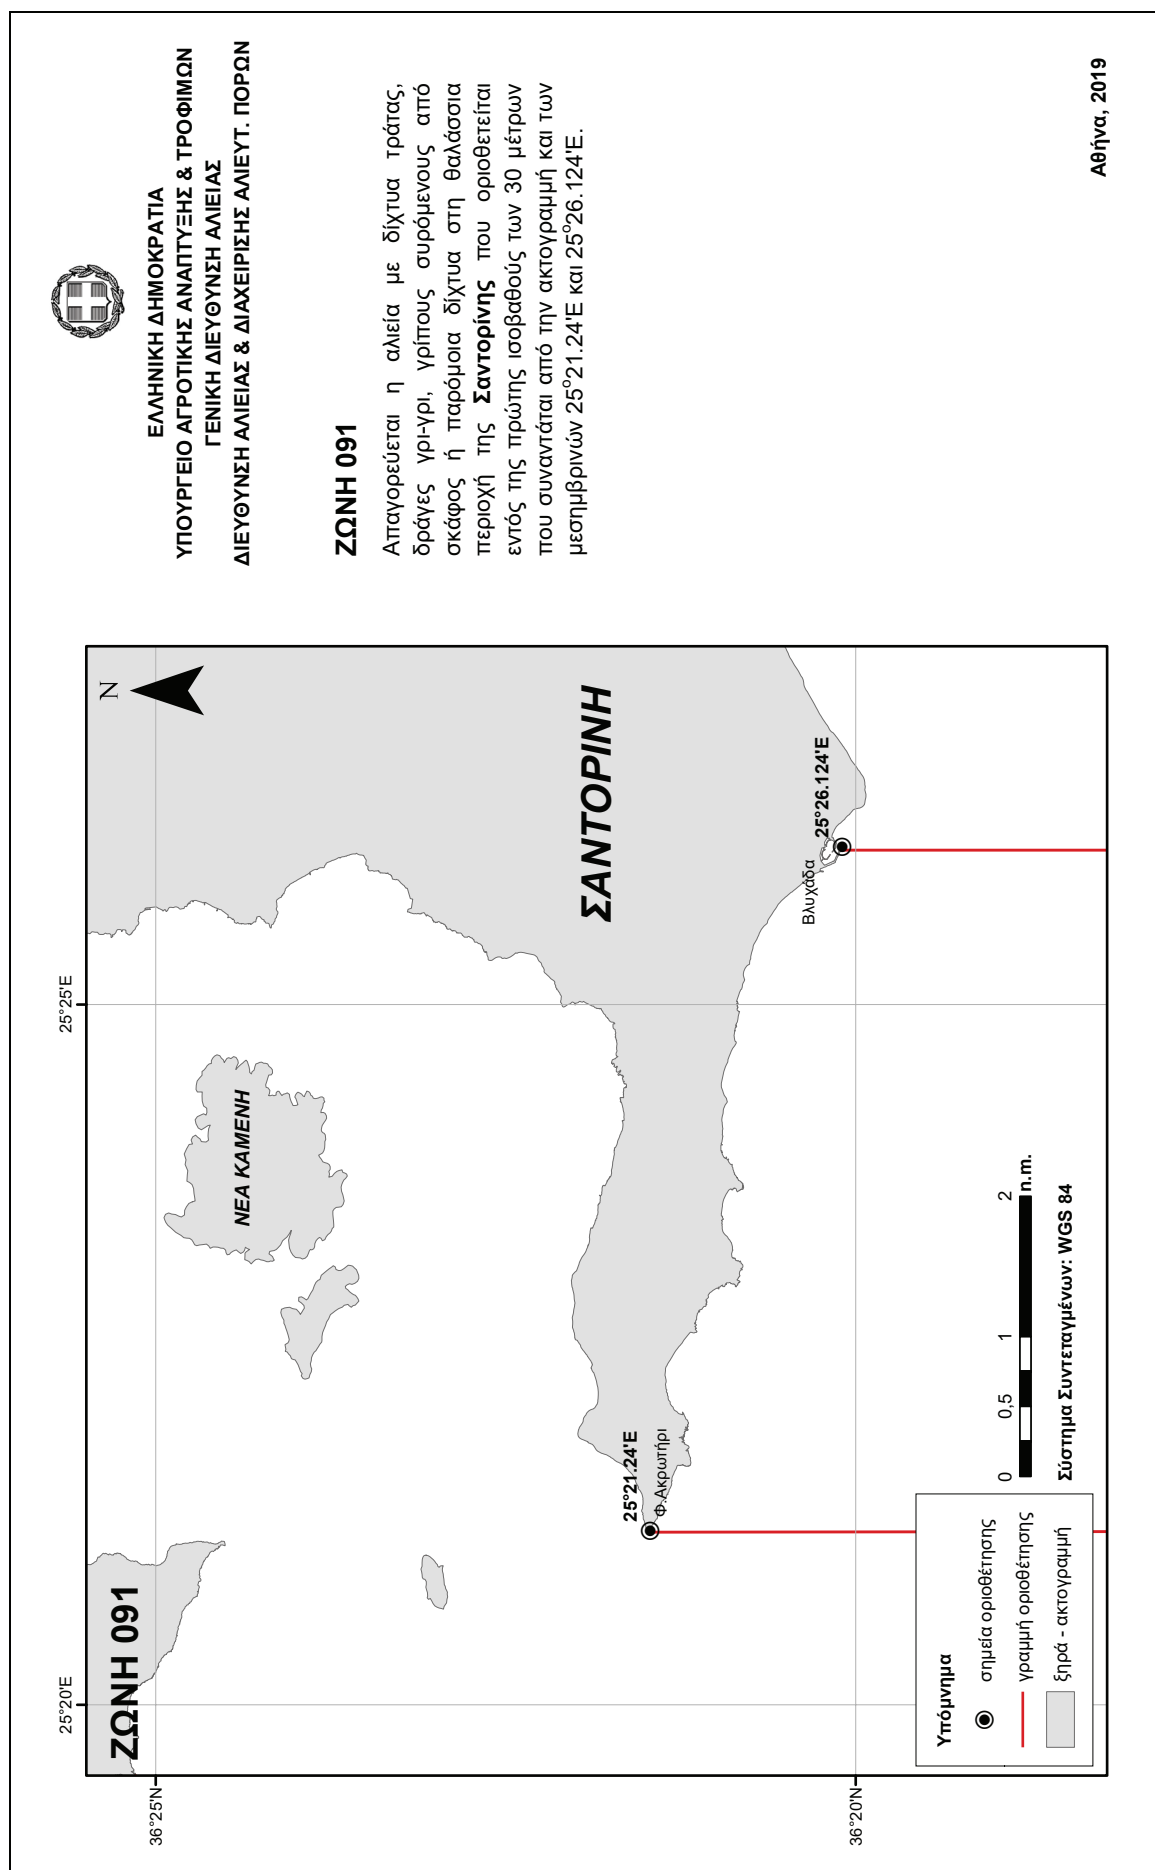 ΖΩΝΗ 091
25°20'E
25°25'E
36°25'N
36°20'N
N
ΝΕΑ ΚΑΜΕΝΗ
ΣΑΝΤΟΡΙΝΗ
25°21.24'E
Φ.Ακρωτήρι
25°26.124'E
Βλυχάδα
Υπόμνημα
σημεία οριοθέτησης
γραμμή οριοθέτησης
ξηρά - ακτογραμμή
0 0,5 1 2
n.m.
Σύστημα Συντεταγμένων: WGS 84
ΕΛΛΗΝΙΚΗ ΔΗΜΟΚΡΑΤΙΑ
ΥΠΟΥΡΓΕΙΟ ΑΓΡΟΤΙΚΗΣ ΑΝΑΠΤΥΞΗΣ & ΤΡΟΦΙΜΩΝ
ΓΕΝΙΚΗ ΔΙΕΥΘΥΝΣΗ ΑΛΙΕΙΑΣ
ΔΙΕΥΘΥΝΣΗ ΑΛΙΕΙΑΣ & ΔΙΑΧΕΙΡΙΣΗΣ ΑΛΙΕΥΤ. ΠΟΡΩΝ
ΖΩΝΗ 091
Απαγορεύεται η αλιεία με δίχτυα τράτας,
δράγες γρι-γρι, γρίπους συρόμενους από
σκάφος ή παρόμοια δίχτυα στη θαλάσσια
περιοχή της Σαντορίνης που οριοθετείται
εντός της πρώτης ισοβαθούς των 30 μέτρων
που συναντάται από την ακτογραμμή και των
μεσημβρινών 25°21.24'E και 25°26.124'E.
Αθήνα, 2019